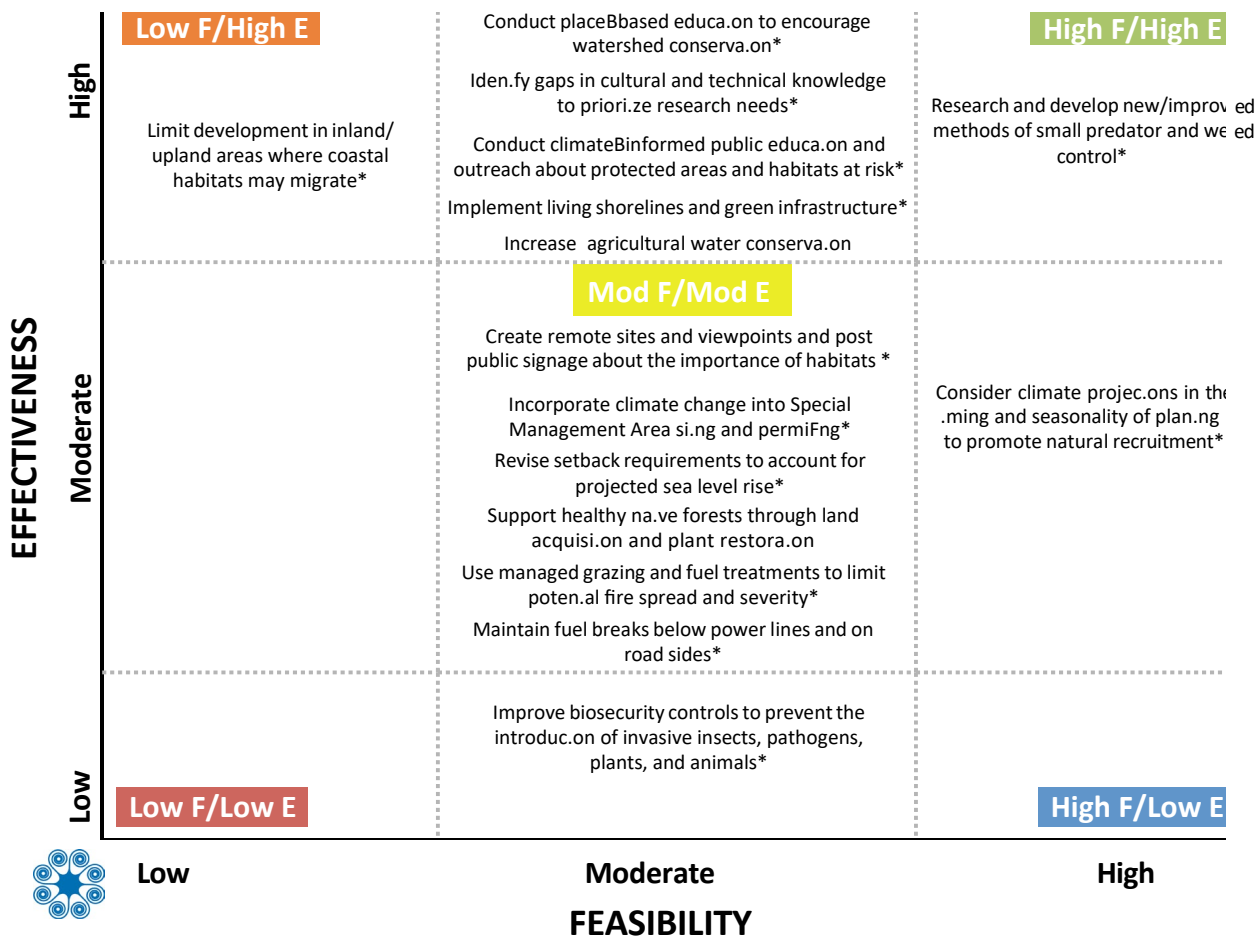 Low F/High E
High F/High E
EFFECTIVENESS
High
Moderate
Low
Limit development in inland/
upland areas where coastal
habitats may migrate*
Conduct placeBbased educa.on to encourage
watershed conserva.on*
Iden.fy gaps in cultural and technical knowledge
to priori.ze research needs*
Conduct climateBinformed public educa.on and
outreach about protected areas and habitats at risk*
Implement living shorelines and green infrastructure*
Increase agricultural water conserva.on
Research and develop new/improved
methods of small predator and weed
control*
Mod F/Mod E
Create remote sites and viewpoints and post
public signage about the importance of habitats *
Incorporate climate change into Special
Management Area si.ng and permiFng*
Revise setback requirements to account for
projected sea level rise*
Support healthy na.ve forests through land
acquisi.on and plant restora.on
Use managed grazing and fuel treatments to limit
poten.al fire spread and severity*
Maintain fuel breaks below power lines and on
road sides*
Consider climate projec.ons in the
.ming and seasonality of plan.ng
to promote natural recruitment*
Improve biosecurity controls to prevent the
introduc.on of invasive insects, pathogens,
plants, and animals*
Low F/Low E
High F/Low E
Low
Moderate
High
FEASIBILITY